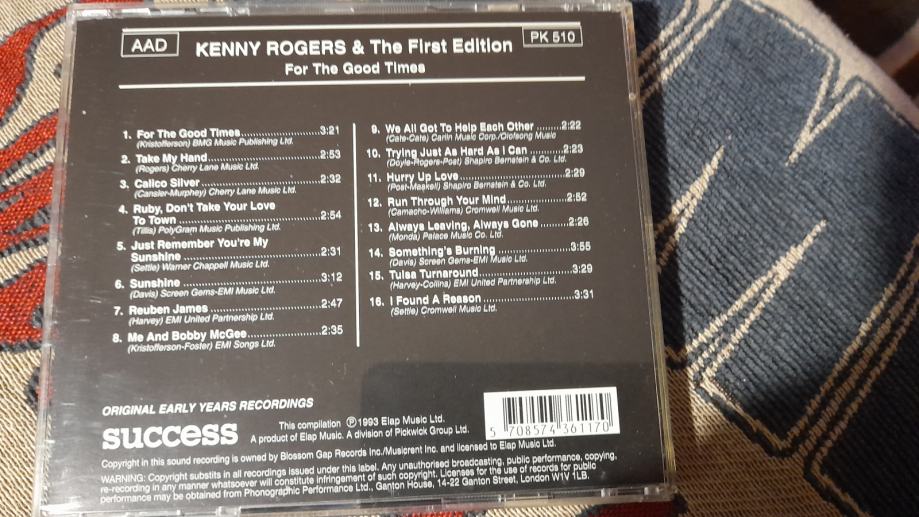 AAD
KENNY ROGERS & The First Edition
PK 510
For The Good Times
1. For The Good Times........................3:21
(Kristofferson) BMG Music Publishing Ltd.
2. Take My Hand.................................2:53
(Rogers) Cherry Lane Music Ltd.
3. Calico Silver...................................2:32
(Cansler-Murphey) Cherry Lane Music Ltd.
4. Ruby, Don't Take Your Love
To Town.........................................2:54
(Tillis) PolyGram Music Publishing Ltd.
5. Just Remember You're My
Sunshine........................................2:31
(Settle) Warner Chappell Music Ltd.
6. Sunshine........................................3:12
(Davis) Screen Gems-EMI Music Ltd.
7. Reuben James................................2:47
(Harvey) EMI United Partnership Ltd.
8. Me And Bobby McGee.....................2:35
(Kristofferson-Foster) EMI Songs Ltd.
9. We All Got To Help Each Other........2:22
(Cate-Cate) Carlin Music Corp./Olofsong Music
10. Trying Just As Hard As I Can.........2:23
(Doyle-Rogers-Post) Shapiro Bernstein & Co. Ltd.
11. Hurry Up Love................................2:29
(Post-Maskell) Shapiro Bernstein & Co. Ltd.
12. Run Through Your Mind..................2:52
(Camacho-Williams) Cromwell Music Ltd.
13. Always Leaving, Always Gone.........2:26
(Monda) Palace Music Co. Ltd.
14. Something's Burning......................3:55
(Davis) Screen Gems-EMI Music Ltd.
15. Tulsa Turnaround...........................3:29
(Harvey-Collins) EMI United Partnership Ltd.
16. I Found A Reason...........................3:31
(Settle) Cromwell Music Ltd.
ORIGINAL EARLY YEARS RECORDINGS
success
This compilation ℗1993 Elap Music Ltd.
A product of Elap Music. A division of Pickwick Group Ltd.
5 708574 361170
Copyright in this sound recording is owned by Blossom Gap Records Inc./Musicrent Inc. and licensed to Elap Music Ltd.
WARNING: Copyright subsists in all recordings issued under this label. Any unauthorised broadcasting, public performance, copying,
re-recording in any manner whatsoever will constitute infringement of such copyright. Licenses for the use of records for public
performance may be obtained from Phonographic Performance Ltd., Ganton House, 14-22 Ganton Street, London W1V 1LB.